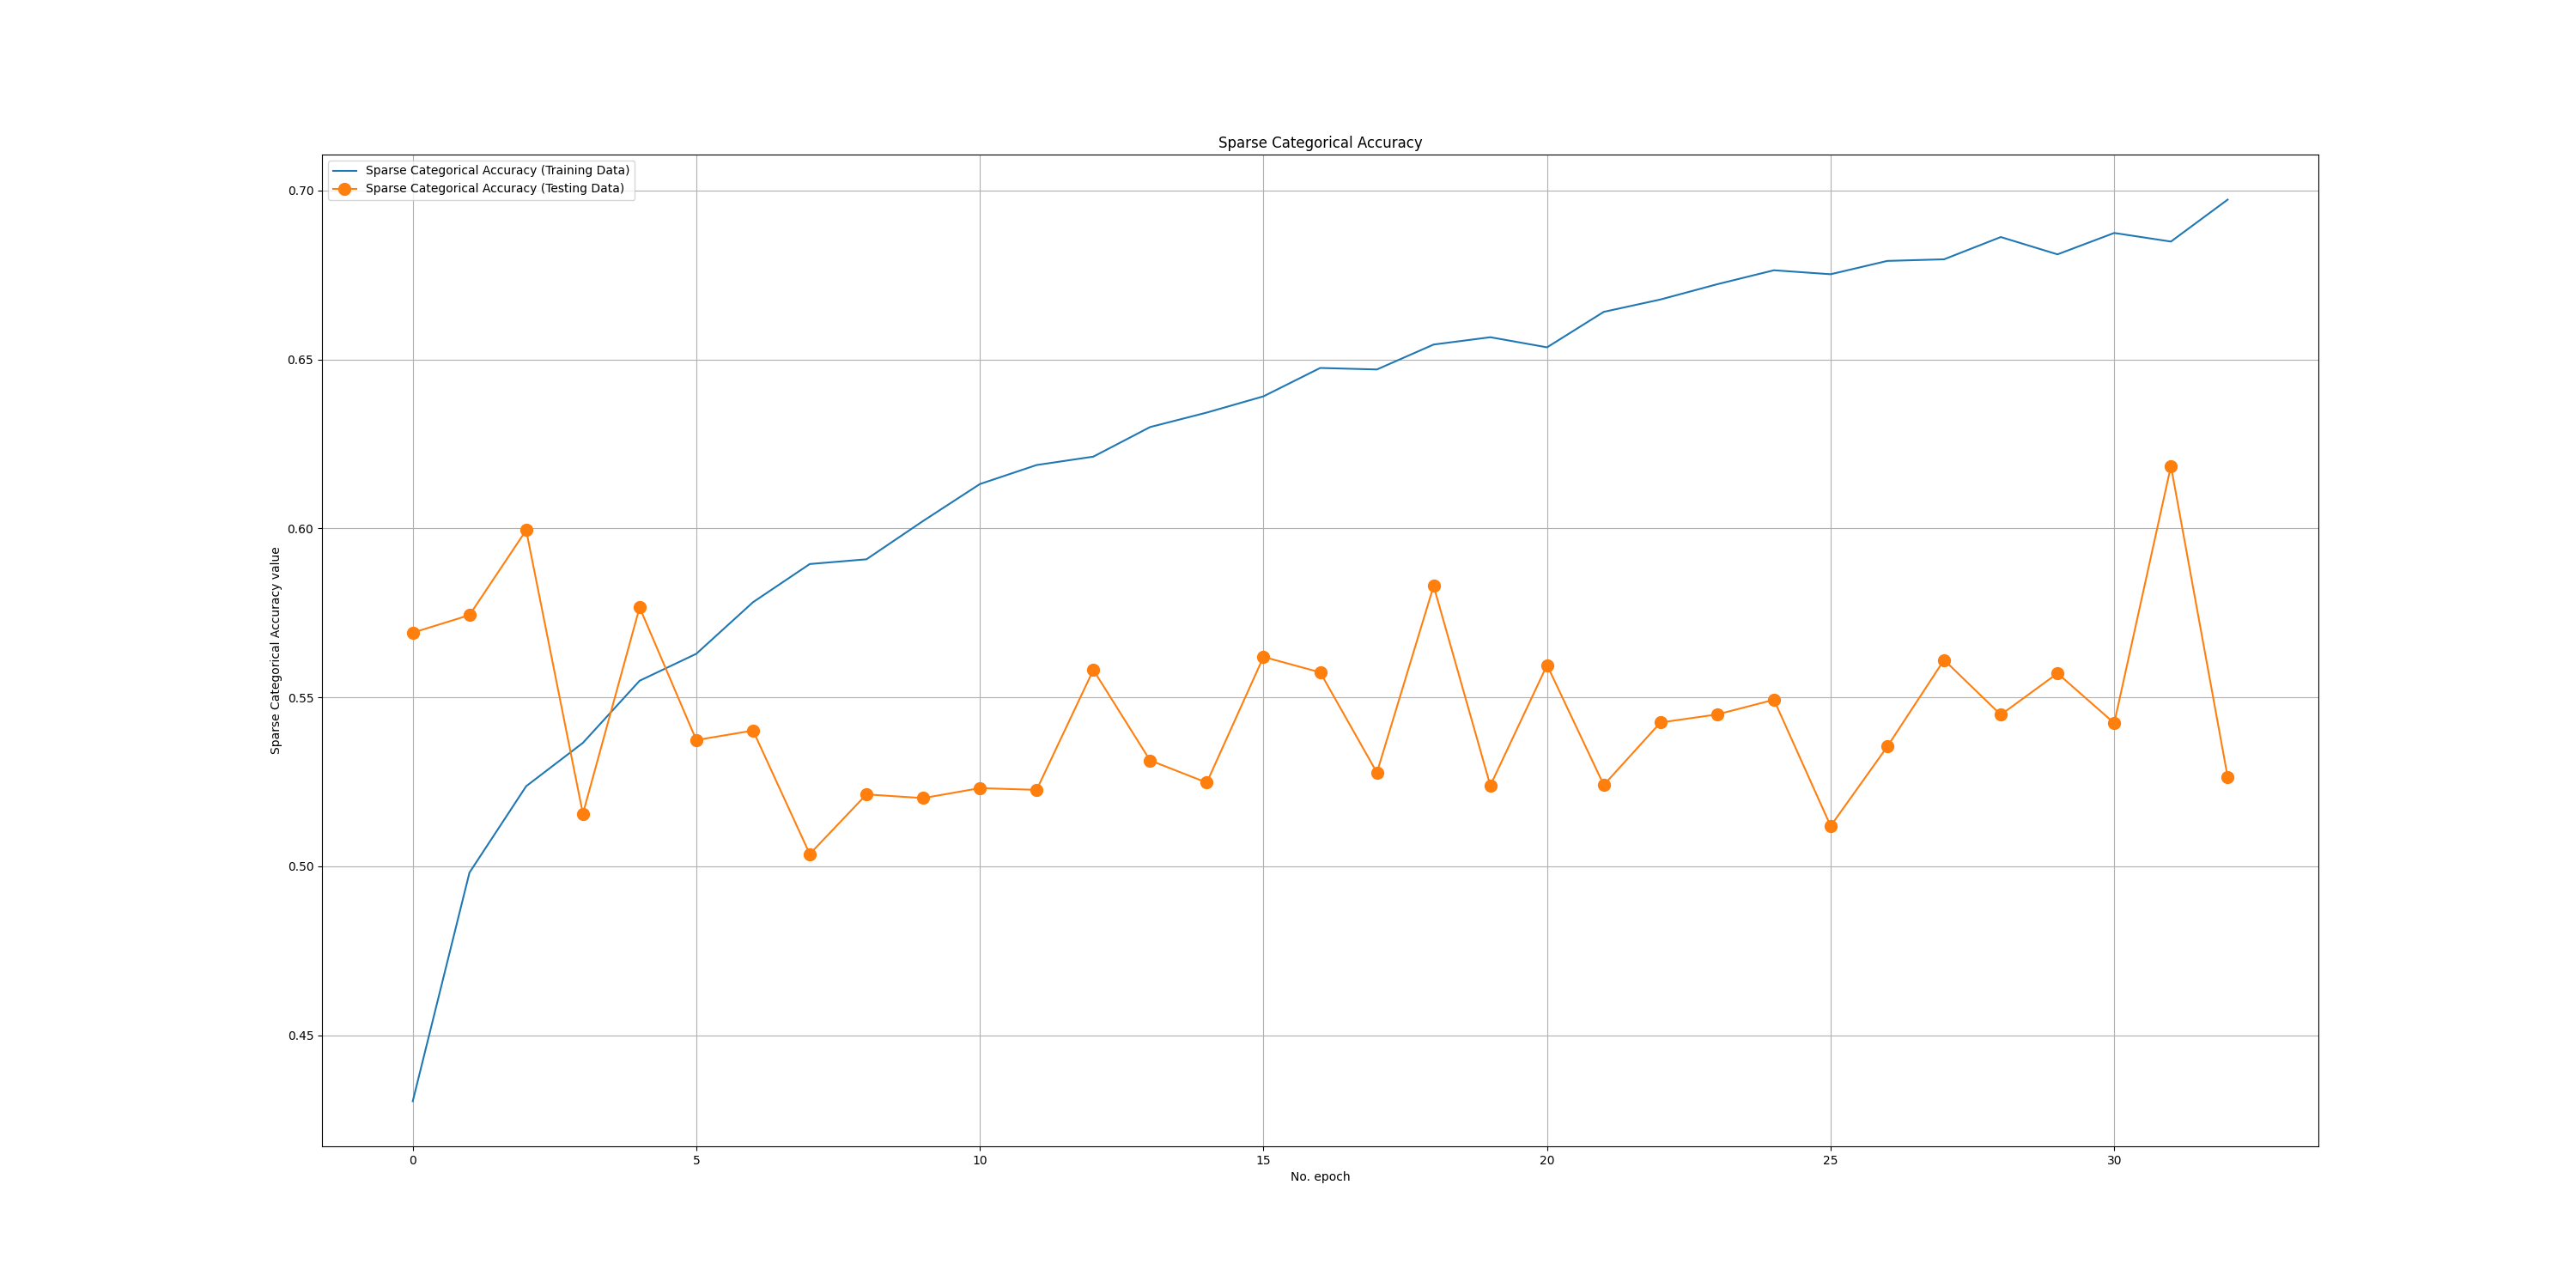 Sparse Categorical Accuracy
Sparse Categorical Accuracy (Training Data)
Sparse Categorical Accuracy (Testing Data)
Sparse Categorical Accuracy value
0.70
0.65
0.60
0.55
0.50
0.45
0 5 10 15 20 25 30
No. epoch